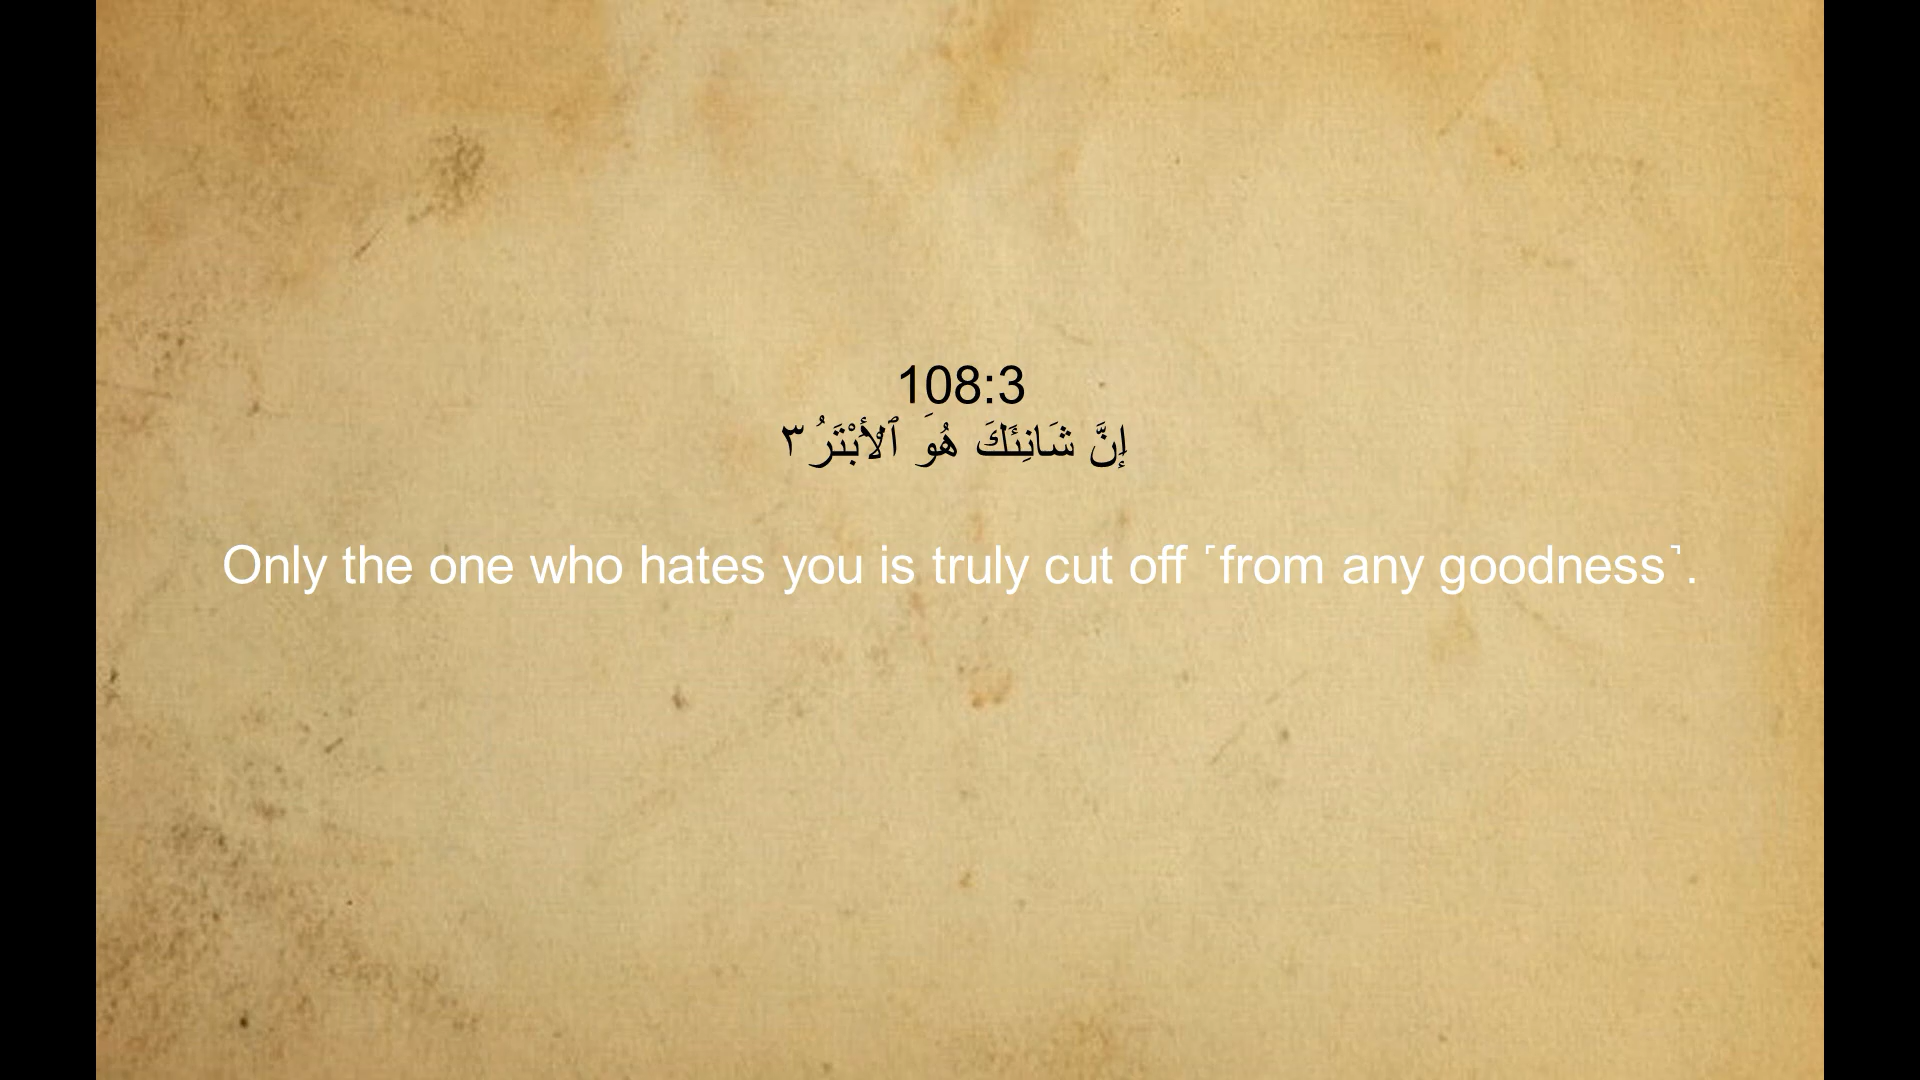 108:3
إِنَّ شَانِئَكَ هُوَ ٱلْأَبْتَرُ ٣
Only the one who hates you is truly cut off ˹from any goodness˺.